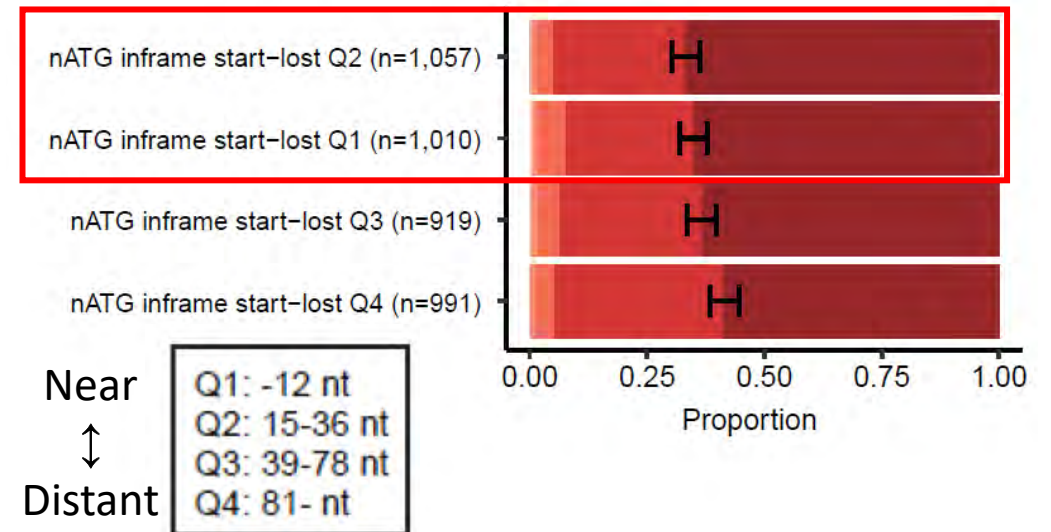 nATG inframe start−lost Q2 (n=1,057)
nATG inframe start−lost Q1 (n=1,010)
nATG inframe start−lost Q3 (n=919)
nATG inframe start−lost Q4 (n=991)
0.00 0.25 0.50 0.75 1.00
Proportion
Near
↕
Distant
Q1: -12 nt
Q2: 15-36 nt
Q3: 39-78 nt
Q4: 81- nt